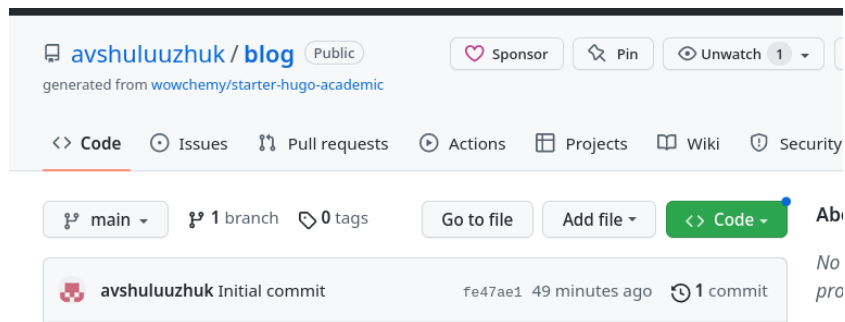 avshuluuzhuk / blog Public Sponsor Pin Unwatch 1
generated from wowchemy/starter-hugo-academic
Code Issues Pull requests Actions Projects Wiki Security
main 1 branch 0 tags Go to file Add file Code
No
avshuluuzhuk Initial commit fe47ae1 49 minutes ago 1 commit